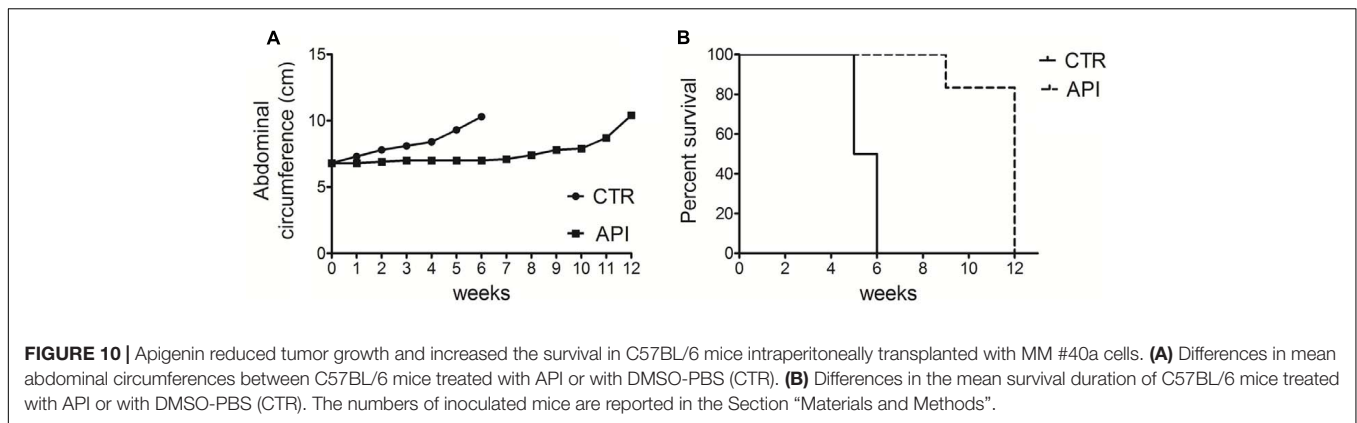 A
Abdominal
circumference (cm)
15
10
5
0
0 1 2 3 4 5 6 7 8 9 10 11 12
weeks
CTR
API
B
Percent survival
100
80
60
40
20
0
0 2 4 6 8 10 12
weeks
CTR
API
FIGURE 10 | Apigenin reduced tumor growth and increased the survival in C57BL/6 mice intraperitoneally transplanted with MM #40a cells. (A) Differences in mean
abdominal circumferences between C57BL/6 mice treated with API or with DMSO-PBS (CTR). (B) Differences in the mean survival duration of C57BL/6 mice treated
with API or with DMSO-PBS (CTR). The numbers of inoculated mice are reported in the Section “Materials and Methods”.